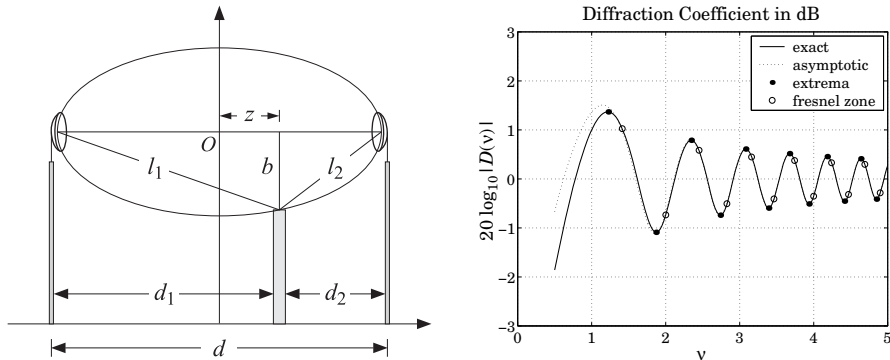 z
O
b
l1
l2
d1
d2
d
Diffraction Coefficient in dB
3
2
1
0
−1
−2
−3
20 log10|D(ν)|
exact
asymptotic
extrema
fresnel zone
0
1
2
3
4
5
ν